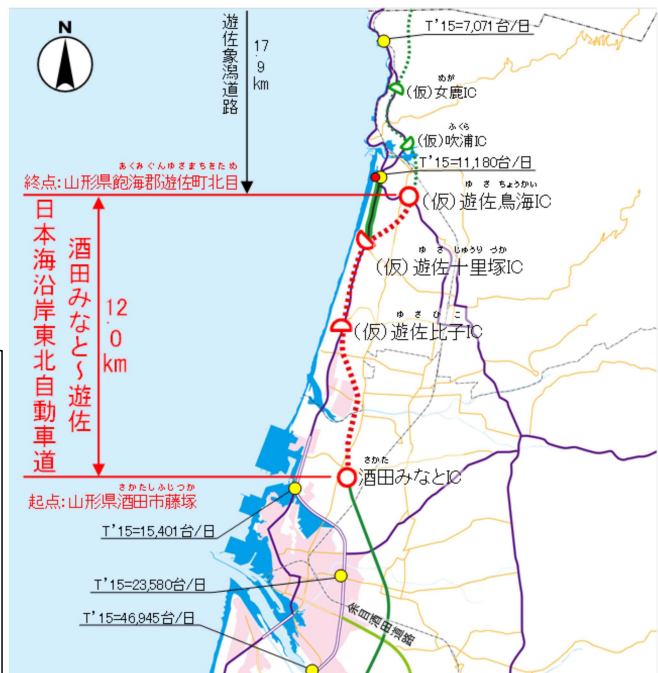 N
遊佐象潟道路
17.9km
T'15=7,071台/日
めが
(仮)女鹿IC
ふくら
(仮)吹浦IC
T'15=11,180台/日
あくみぐんゆざまちきため
終点:山形県飽海郡遊佐町北目
ゆざちょうかい
(仮)遊佐鳥海IC
日本海沿岸東北自動車道
酒田みなと~遊佐
12.0km
ゆざじゅうりづか
(仮)遊佐十里塚IC
ゆざひこ
(仮)遊佐比子IC
さかた
酒田みなとIC
さかたしふじつか
起点:山形県酒田市藤塚
T'15=15,401台/日
T'15=23,580台/日
T'15=46,945台/日
余目酒田道路